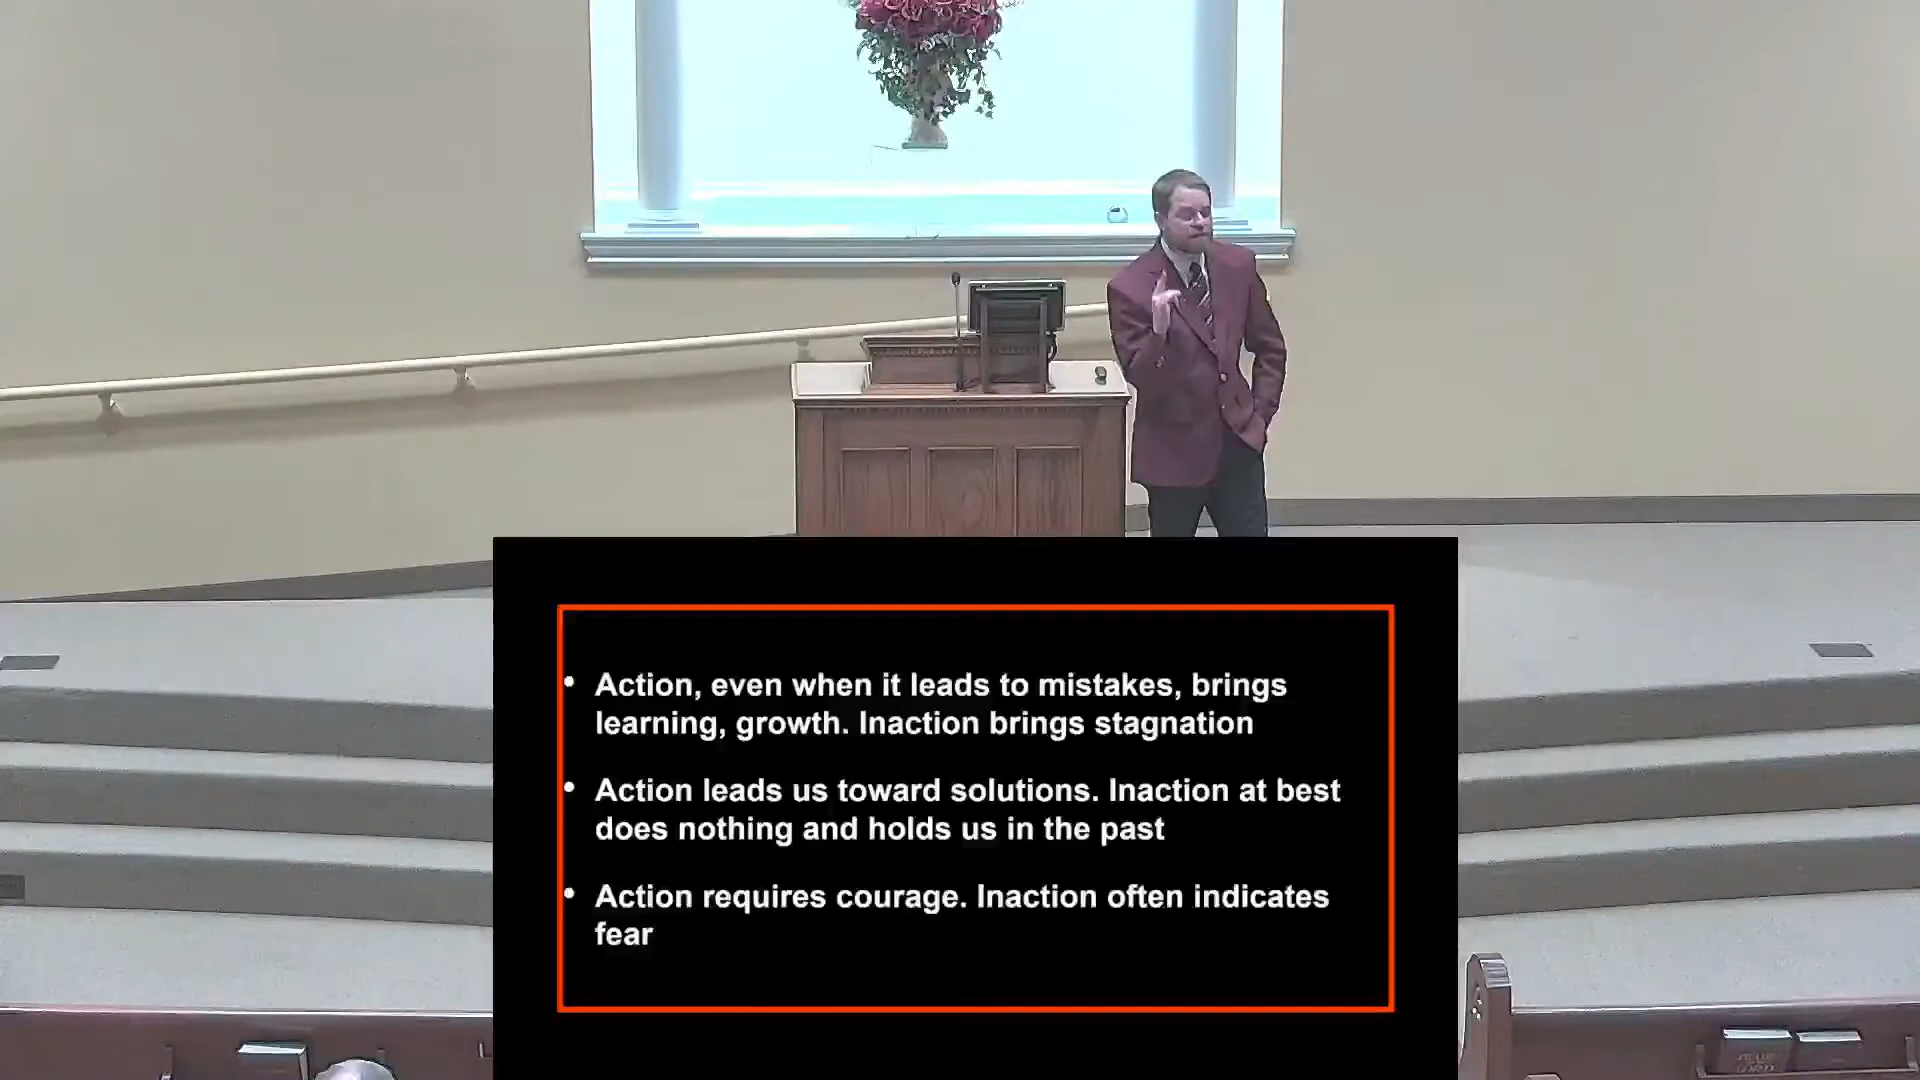 • Action, even when it leads to mistakes, brings
learning, growth. Inaction brings stagnation
• Action leads us toward solutions. Inaction at best
does nothing and holds us in the past
• Action requires courage. Inaction often indicates
fear